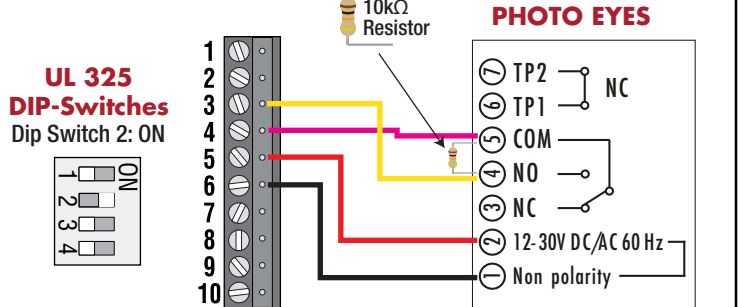 10kΩ
Resistor
PHOTO EYES
UL 325
DIP-Switches
Dip Switch 2: ON
ON
1
2
3
4
1
2
3
4
5
6
7
8
9
10
7 TP2
6 TP1
NC
5 COM
4 NO
3 NC
2 12-30V DC/AC 60 Hz
1 Non polarity